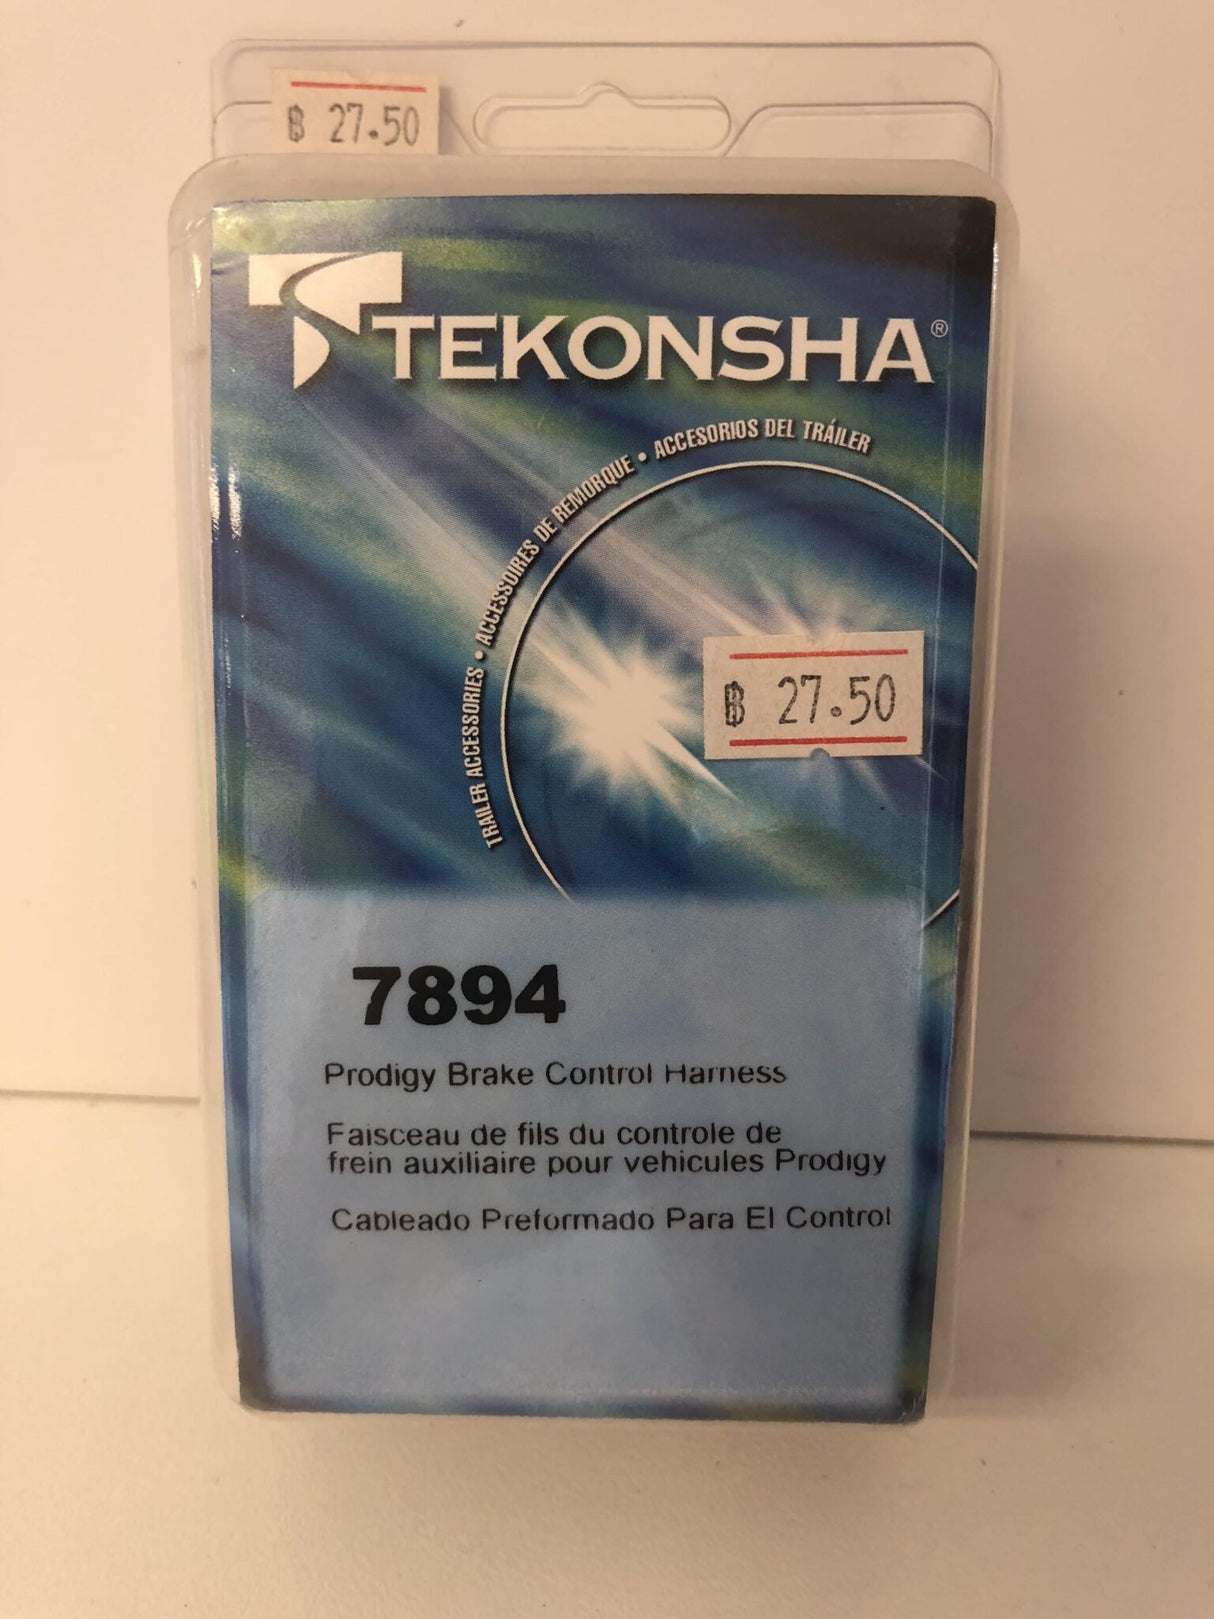 ฿ 27.50
TEKONSHA®
TRAILER ACCESSORIES • ACCESSOIRES DE REMORQUE • ACCESORIOS DEL TRÁILER
฿ 27.50
7894
Prodigy Brake Control Harness
Faisceau de fils du controle de
frein auxiliaire pour vehicules Prodigy
Cableado Preformado Para El Control